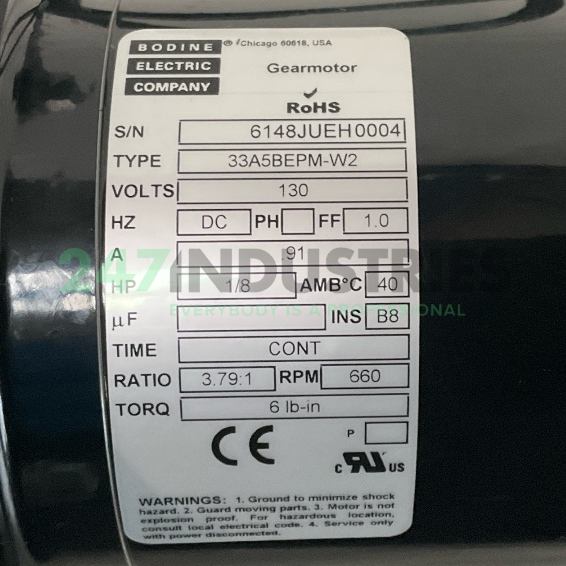 BODINE ® Chicago 60618, USA
ELECTRIC Gearmotor
COMPANY
RoHS
S/N 6148JUEH0004
TYPE 33A5BEPM-W2
VOLTS 130
HZ DC PH FF 1.0
A .91
247INDUSTRIES
HP 1/8 AMB°C 40
EVERYBODY IS A PROFESSIONAL
µF INS B8
TIME CONT
RATIO 3.79:1 RPM 660
TORQ 6 lb-in
P
CE
c RU US
WARNINGS: 1. Ground to minimize shock
hazard. 2. Guard moving parts. 3. Motor is not
explosion proof. For hazardous location,
consult local electrical code. 4. Service only
with power disconnected.